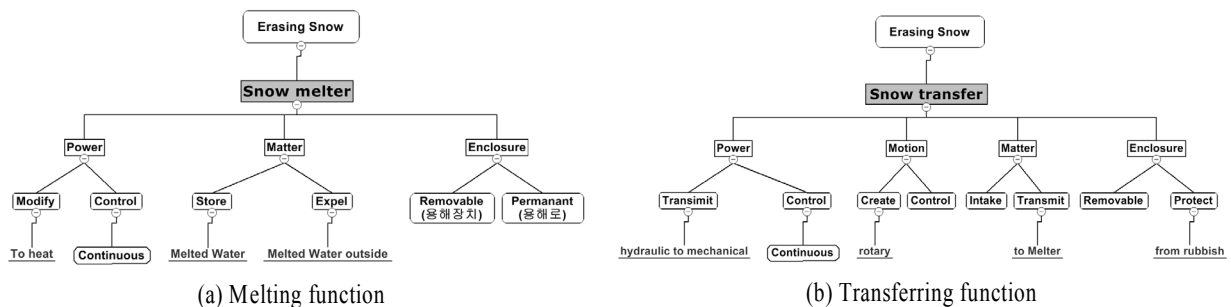 Erasing Snow
Snow melter
Power
Matter
Enclosure
Modify
Control
Store
Expel
Removable
(용해장치)
Permanant
(용해로)
To heat
Continuous
Melted Water
Melted Water outside
(a) Melting function
Erasing Snow
Snow transfer
Power
Motion
Matter
Enclosure
Transimit
Control
Create
Control
Intake
Transmit
Removable
Protect
hydraulic to mechanical
Continuous
rotary
to Melter
from rubbish
(b) Transferring function